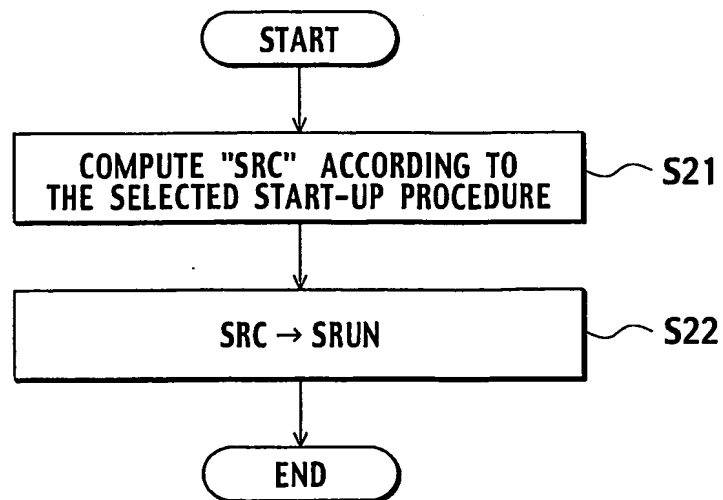 START
COMPUTE "SRC" ACCORDING TO
THE SELECTED START-UP PROCEDURE
S21
SRC → SRUN
S22
END